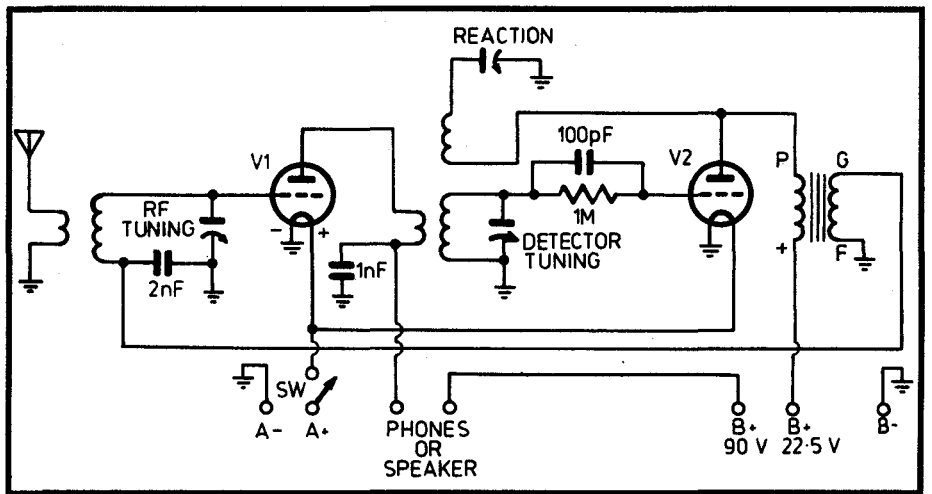 REACTION
100pF
V1
V2
P
G
1M
RF
TUNING
-
+
DETECTOR
TUNING
+
F
2nF
1nF
SW
A-
A+
PHONES
OR
SPEAKER
B+
90 V
B+
22·5 V
B-